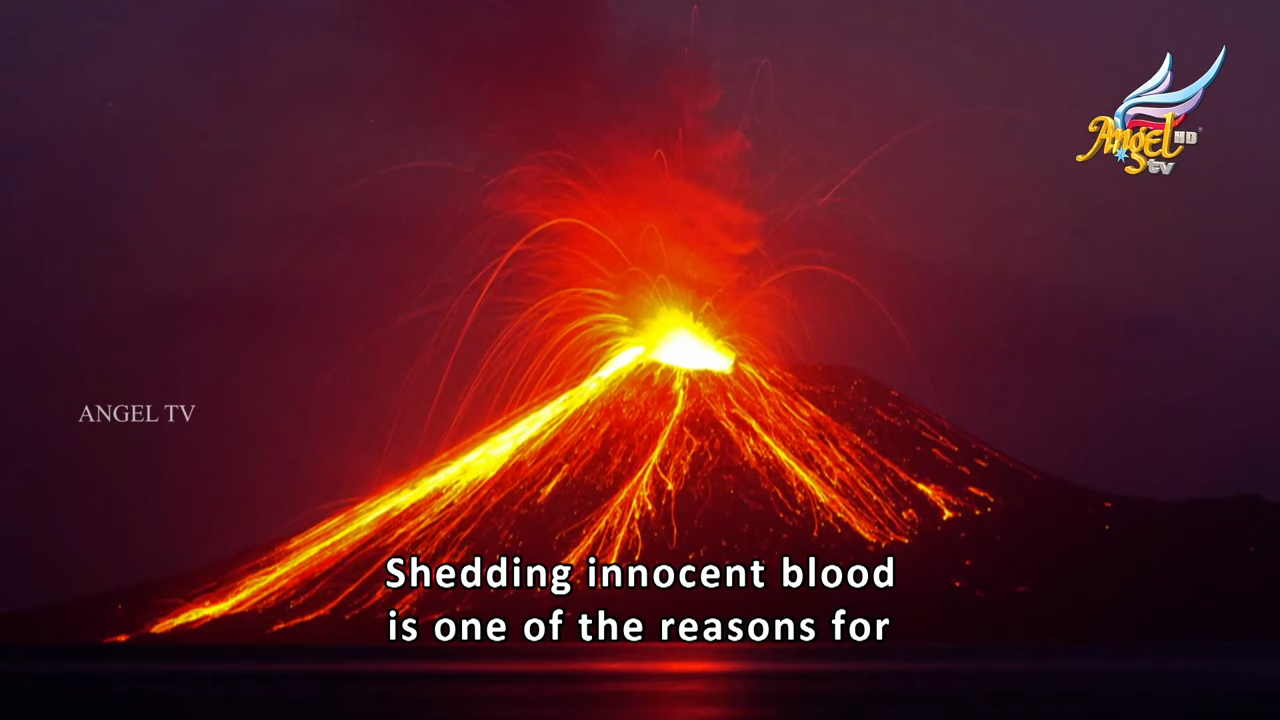 Angel HD
tv
ANGEL TV
Shedding innocent blood
is one of the reasons for